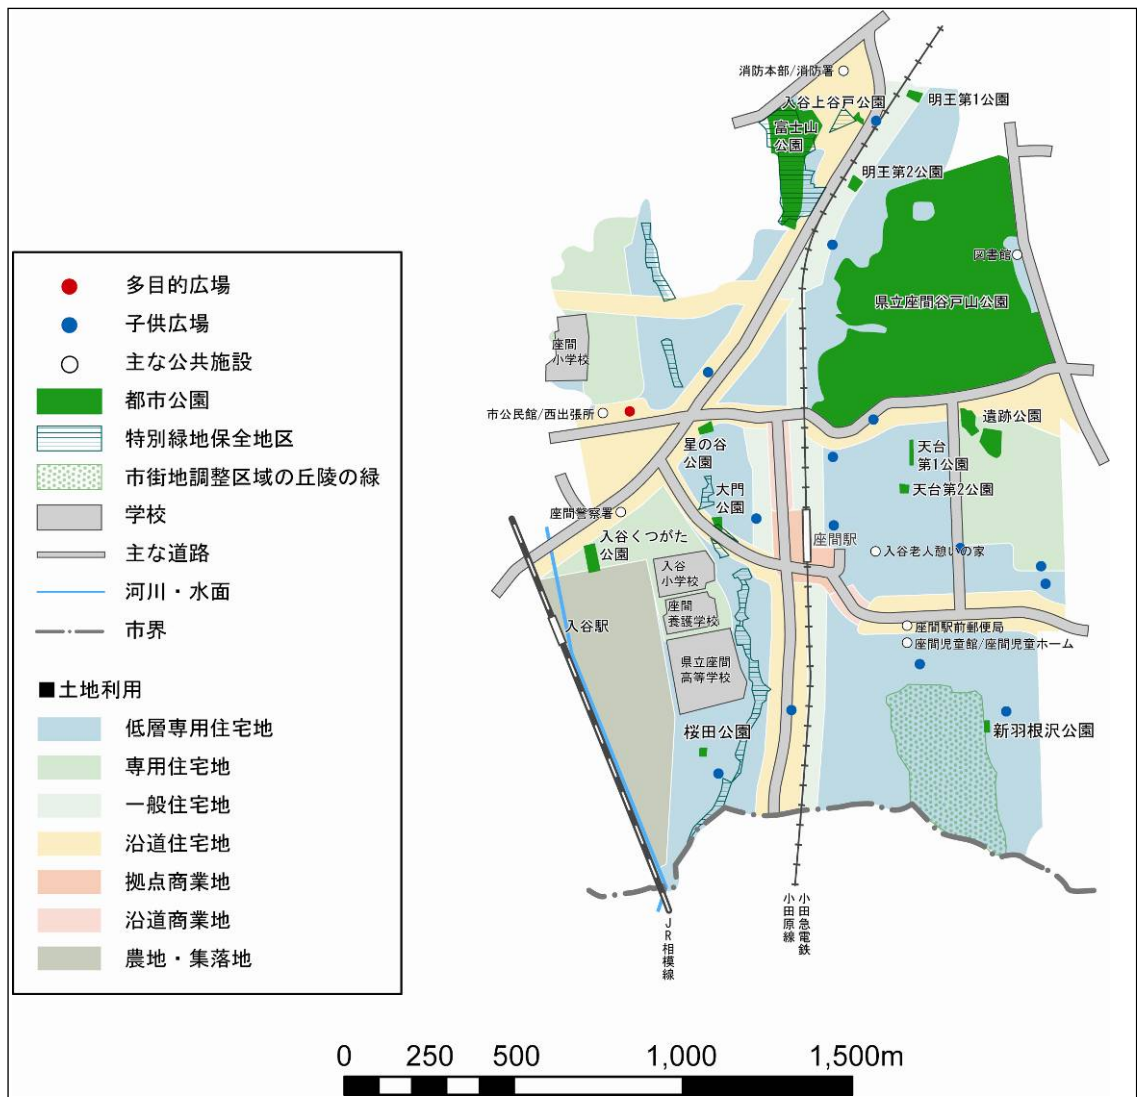 消防本部/消防署
入谷上谷戸公園
明王第1公園
富士山
公園
明王第2公園
図書館
県立座間谷戸山公園
座間
小学校
市公民館/西出張所
星の谷
公園
遺跡公園
天台
第1公園
天台第2公園
大門
公園
座間警察署
入谷くつがた
公園
座間駅
入谷老人憩いの家
入谷
小学校
座間
養護学校
入谷駅
県立座間
高等学校
座間駅前郵便局
座間児童館/座間児童ホーム
桜田公園
新羽根沢公園
JR相模線
小田急電鉄
小田原線
多目的広場
子供広場
主な公共施設
都市公園
特別緑地保全地区
市街地調整区域の丘陵の緑
学校
主な道路
河川・水面
市界
■土地利用
低層専用住宅地
専用住宅地
一般住宅地
沿道住宅地
拠点商業地
沿道商業地
農地・集落地
0 250 500 1,000 1,500m